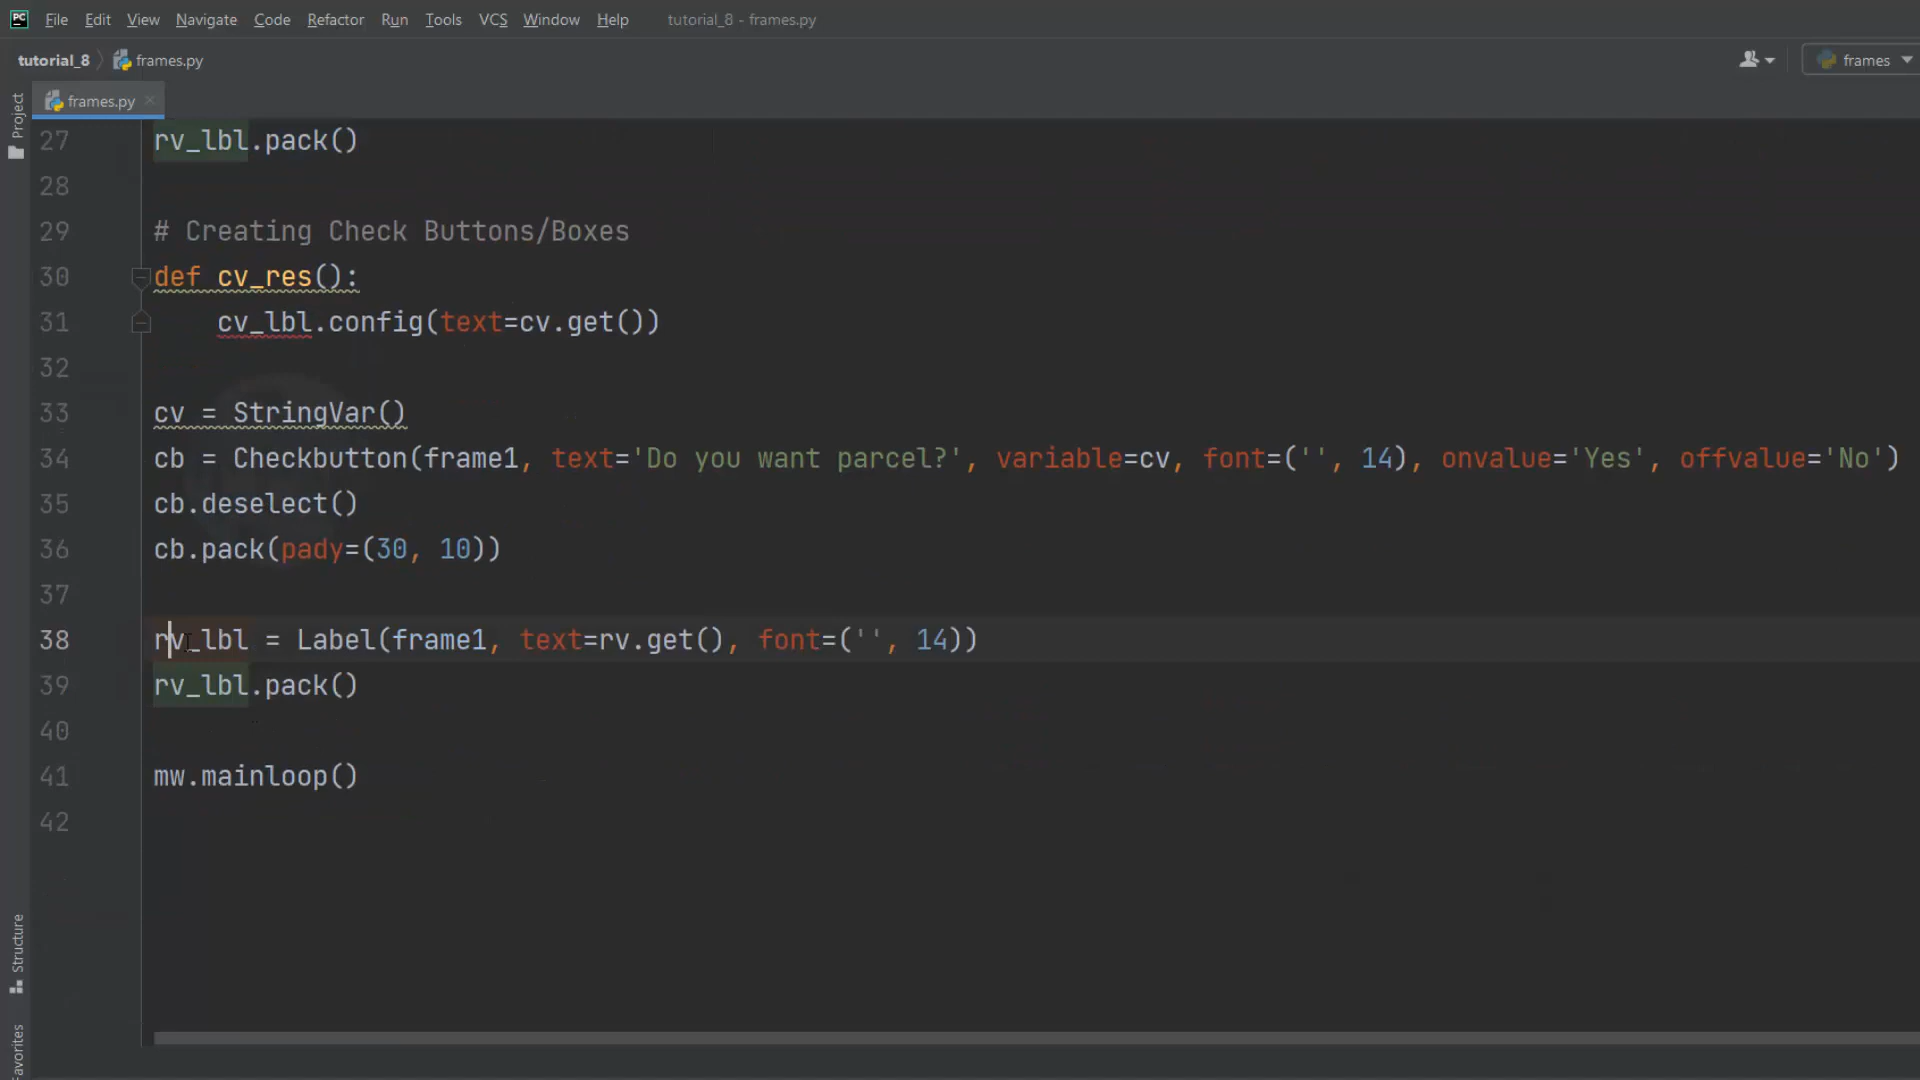 PC File Edit View Navigate Code Refactor Run Tools VCS Window Help tutorial_8 - frames.py
tutorial_8 frames.py frames
Project
frames.py
27 rv_lbl.pack()
28
29 # Creating Check Buttons/Boxes
30 def cv_res():
31 cv_lbl.config(text=cv.get())
32
33 cv = StringVar()
34 cb = Checkbutton(frame1, text='Do you want parcel?', variable=cv, font=('', 14), onvalue='Yes', offvalue='No')
35 cb.deselect()
36 cb.pack(pady=(30, 10))
37
38 rv_lbl = Label(frame1, text=rv.get(), font=('', 14))
39 rv_lbl.pack()
40
41 mw.mainloop()
42
Structure
Favorites